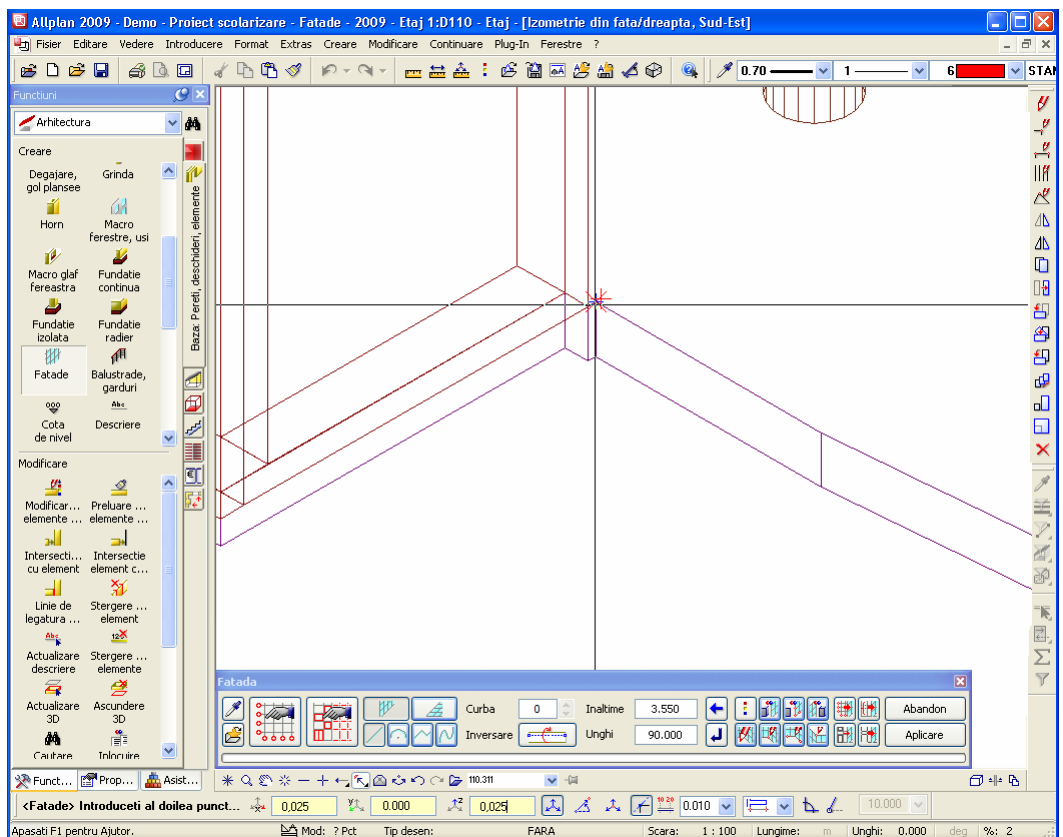 Allplan 2009 - Demo - Proiect scolarizare - Fatade - 2009 - Etaj 1:D110 - Etaj - [Izometrie din fata/dreapta, Sud-Est]
Fisier Editare Vedere Introducere Format Extras Creare Modificare Continuare Plug-In Ferestre ?
0.70 1 6 STAN
Functiuni
Arhitectura
Creare
Degajare, gol plansee
Grinda
Horn
Macro ferestre, usi
Macro glaf fereastra
Fundatie continua
Fundatie izolata
Fundatie radier
Fatade
Balustrade, garduri
Cota de nivel
Abc
Descriere
Baza: Pereti, deschideri, elemente
Modificare
Modificar... elemente ...
Preluare ... elemente ...
Intersecti... cu element
Intersectie element c...
Linie de legatura ...
Stergere ... element
Abc
Actualizare descriere
Stergere ... elemente
Actualizare 3D
Ascundere 3D
Cautare
Inlocuire
Fatada
Curba 0 Inaltime 3.550 Abandon
Inversare Unghi 90.000 Aplicare
Funct... Prop... Asist...
110.311
<Fatade> Introduceti al doilea punct... 0,025 0.000 0,025 0.010 10.000
Apasati F1 pentru Ajutor. Mod: ? Pct Tip desen: FARA Scara: 1 : 100 Lungime: m Unghi: 0.000 deg %: 2